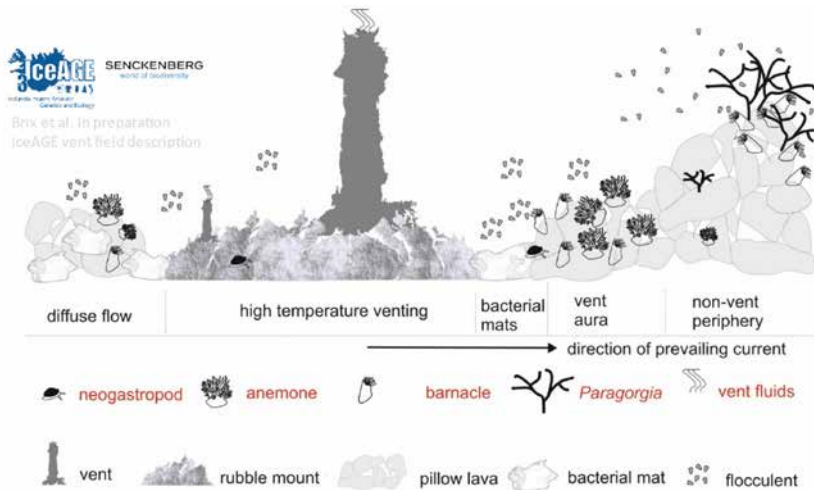 IceAGE
SENCKENBERG
world of biodiversity
Brix et al. In preparation
IceAGE vent field description
diffuse flow
high temperature venting
bacterial
mats
vent
aura
non-vent
periphery
direction of prevailing current
neogastropod
anemone
barnacle
Paragorgia
vent fluids
vent
rubble mount
pillow lava
bacterial mat
flocculent